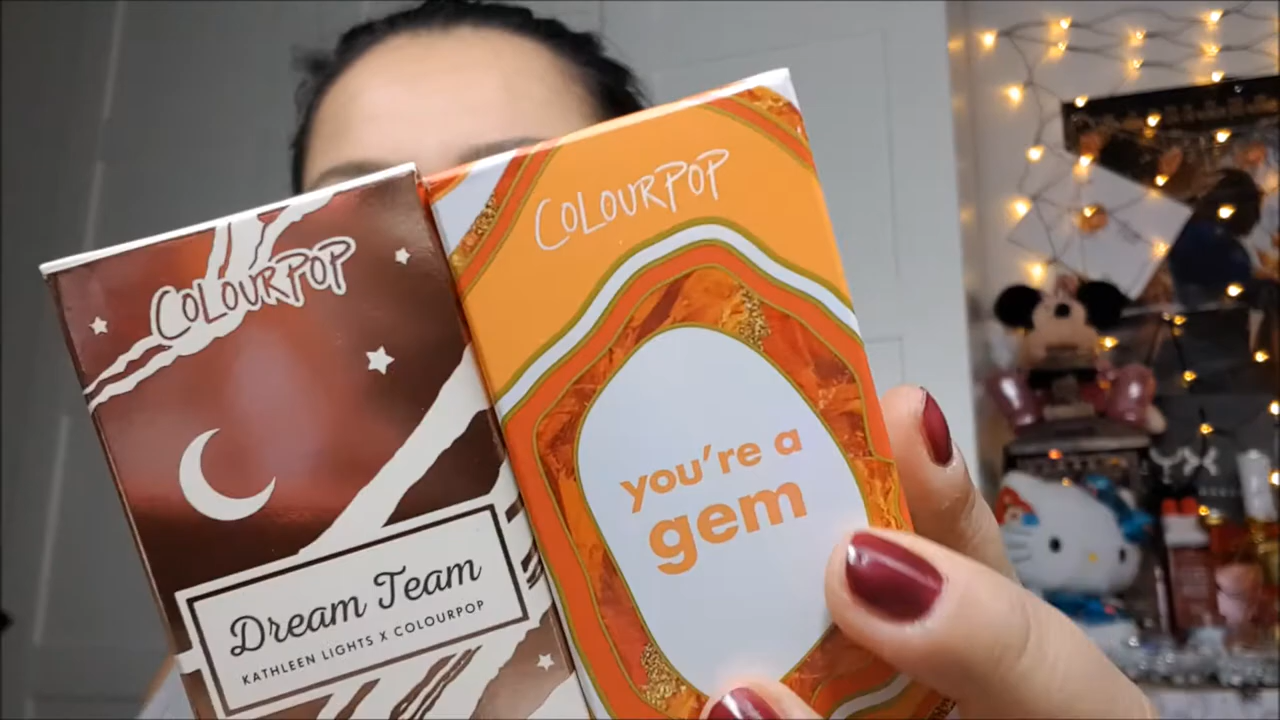 COLOURPOP
Dream Team
KATHLEEN LIGHTS X COLOURPOP
COLOURPOP
you're a
gem